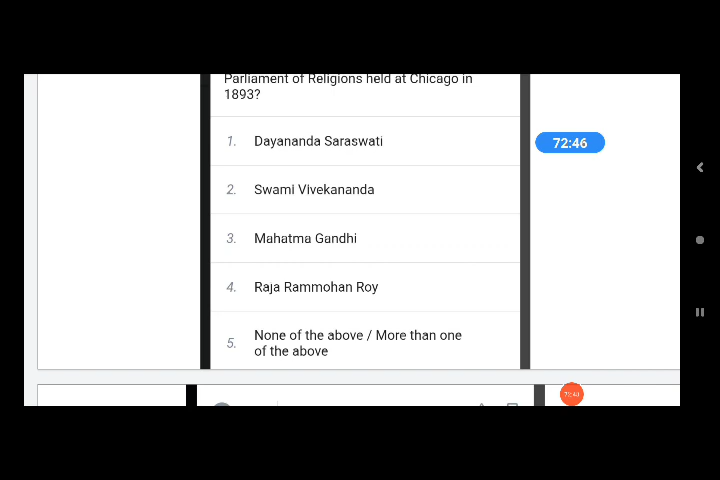 Parliament of Religions held at Chicago in
1893?
1. Dayananda Saraswati
72:46
2. Swami Vivekananda
3. Mahatma Gandhi
4. Raja Rammohan Roy
5. None of the above / More than one
of the above